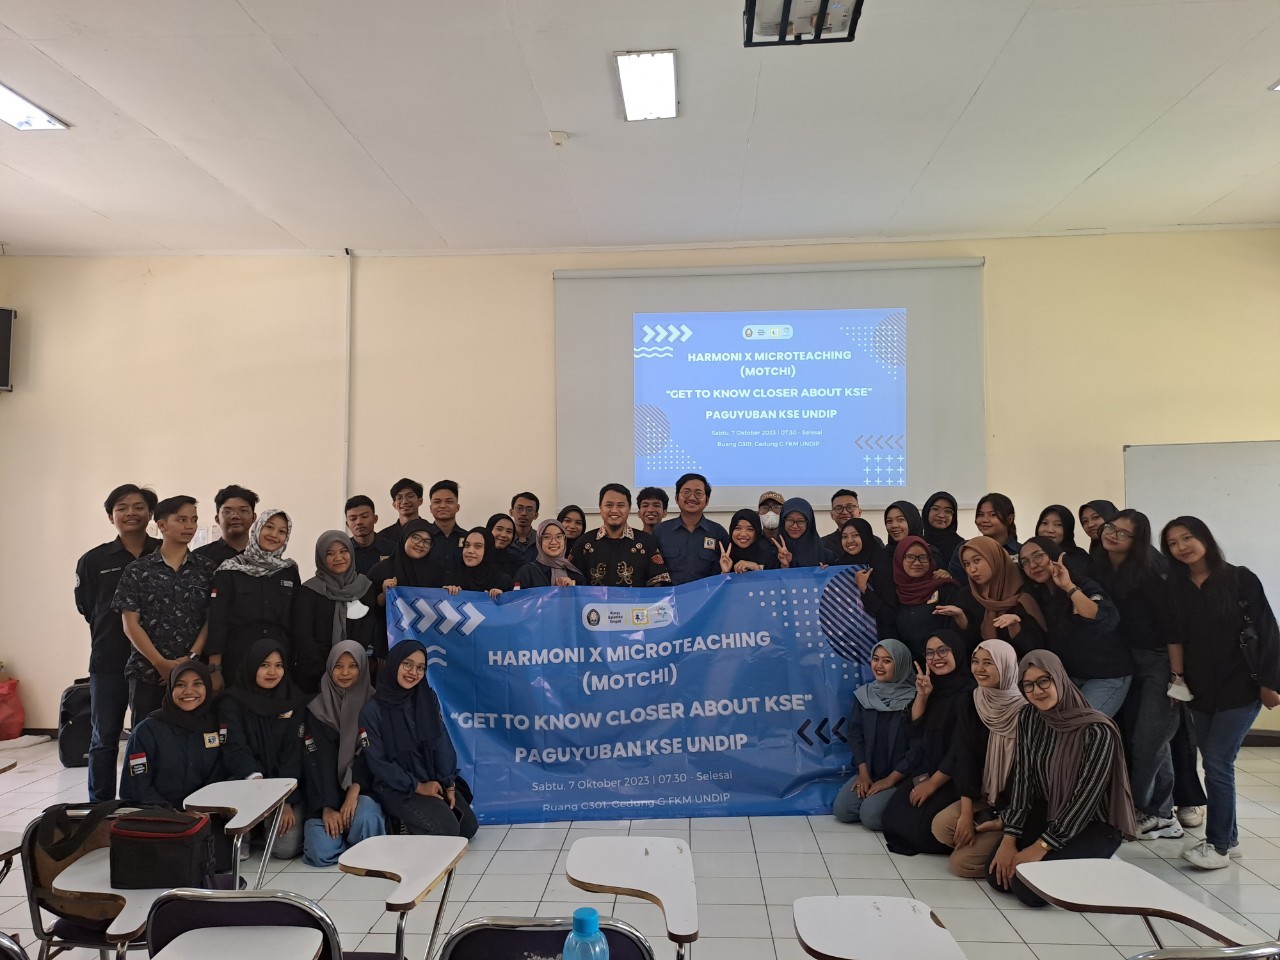 HARMONI X MICROTEACHING
(MOTCHI)
"GET TO KNOW CLOSER ABOUT KSE"
PAGUYUBAN KSE UNDIP
Sabtu, 7 Oktober 2023 I 07.30 - Selesai
Ruang C301, Gedung G FKM UNDIP
HARMONI X MICROTEACHING
(MOTCHI)
"GET TO KNOW CLOSER ABOUT KSE"
PAGUYUBAN KSE UNDIP
Sabtu, 7 Oktober 2023 I 07.30 - Selesai
Ruang C301, Gedung G FKM UNDIP